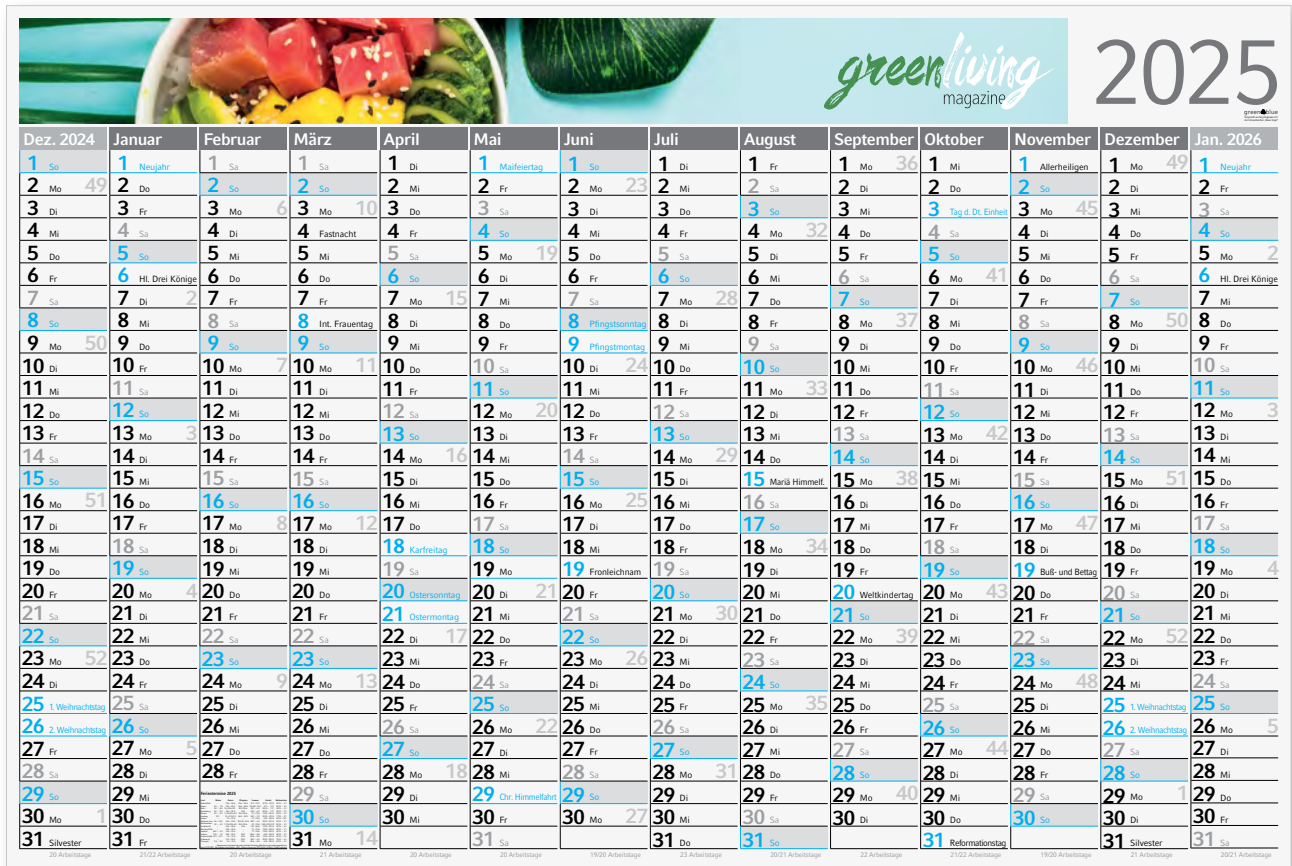 greenliving
magazine
2025
green blue
Dez. 2024 Januar Februar März April Mai Juni Juli August September Oktober November Dezember Jan. 2026
1 So 1 Neujahr 1 Sa 1 Sa 1 Di 1 Maifeiertag 1 So 1 Di 1 Fr 1 Mo 36 1 Mi 1 Allerheiligen 1 Mo 49 1 Neujahr
2 Mo 49 2 Do 2 So 2 So 2 Mi 2 Fr 2 Mo 23 2 Mi 2 Sa 2 Di 2 Do 2 So 2 Di 2 Fr
3 Di 3 Fr 3 Mo 6 3 Mo 10 3 Do 3 Sa 3 Di 3 Do 3 So 3 Mi 3 Tag d. Dt. Einheit 3 Mo 45 3 Mi 3 Sa
4 Mi 4 Sa 4 Di 4 Fastnacht 4 Fr 4 So 4 Mi 4 Fr 4 Mo 32 4 Do 4 Sa 4 Di 4 Do 4 So
5 Do 5 So 5 Mi 5 Mi 5 Sa 5 Mo 19 5 Do 5 Sa 5 Di 5 Fr 5 So 5 Mi 5 Fr 5 Mo 2
6 Fr 6 Hl. Drei Könige 6 Do 6 Do 6 So 6 Di 6 Fr 6 So 6 Mi 6 Sa 6 Mo 41 6 Do 6 Sa 6 Hl. Drei Könige
7 Sa 7 Di 2 7 Fr 7 Fr 7 Mo 15 7 Mi 7 Sa 7 Mo 28 7 Do 7 So 7 Di 7 Fr 7 So 7 Mi
8 So 8 Mi 8 Sa 8 Int. Frauentag 8 Di 8 Do 8 Pfingstsonntag 8 Di 8 Fr 8 Mo 37 8 Mi 8 Sa 8 Mo 50 8 Do
9 Mo 50 9 Do 9 So 9 So 9 Mi 9 Fr 9 Pfingstmontag 9 Mi 9 Sa 9 Di 9 Do 9 So 9 Di 9 Fr
10 Di 10 Fr 10 Mo 7 10 Mo 11 10 Do 10 Sa 10 Di 24 10 Do 10 So 10 Mi 10 Fr 10 Mo 46 10 Mi 10 Sa
11 Mi 11 Sa 11 Di 11 Di 11 Fr 11 So 11 Mi 11 Fr 11 Mo 33 11 Do 11 Sa 11 Di 11 Do 11 So
12 Do 12 So 12 Mi 12 Mi 12 Sa 12 Mo 20 12 Do 12 Sa 12 Di 12 Fr 12 So 12 Mi 12 Fr 12 Mo 3
13 Fr 13 Mo 3 13 Do 13 Do 13 So 13 Di 13 Fr 13 So 13 Mi 13 Sa 13 Mo 42 13 Do 13 Sa 13 Di
14 Sa 14 Di 14 Fr 14 Fr 14 Mo 16 14 Mi 14 Sa 14 Mo 29 14 Do 14 So 14 Di 14 Fr 14 So 14 Mi
15 So 15 Mi 15 Sa 15 Sa 15 Di 15 Do 15 So 15 Di 15 Mariä Himmelf. 15 Mo 38 15 Mi 15 Sa 15 Mo 51 15 Do
16 Mo 51 16 Do 16 So 16 So 16 Mi 16 Fr 16 Mo 25 16 Mi 16 Sa 16 Di 16 Do 16 So 16 Di 16 Fr
17 Di 17 Fr 17 Mo 8 17 Mo 12 17 Do 17 Sa 17 Di 17 Do 17 So 17 Mi 17 Fr 17 Mo 47 17 Mi 17 Sa
18 Mi 18 Sa 18 Di 18 Di 18 Karfreitag 18 So 18 Mi 18 Fr 18 Mo 34 18 Do 18 Sa 18 Di 18 Do 18 So
19 Do 19 So 19 Mi 19 Mi 19 Sa 19 Mo 19 Fronleichnam 19 Sa 19 Di 19 Fr 19 So 19 Buß- und Bettag 19 Fr 19 Mo 4
20 Fr 20 Mo 4 20 Do 20 Do 20 Ostersonntag 20 Di 21 20 Fr 20 So 20 Mi 20 Weltkindertag 20 Mo 43 20 Do 20 Sa 20 Di
21 Sa 21 Di 21 Fr 21 Fr 21 Ostermontag 21 Mi 21 Sa 21 Mo 30 21 Do 21 So 21 Di 21 Fr 21 So 21 Mi
22 So 22 Mi 22 Sa 22 Sa 22 Di 17 22 Do 22 So 22 Di 22 Fr 22 Mo 39 22 Mi 22 Sa 22 Mo 52 22 Do
23 Mo 52 23 Do 23 So 23 So 23 Mi 23 Fr 23 Mo 26 23 Mi 23 Sa 23 Di 23 Do 23 So 23 Di 23 Fr
24 Di 24 Fr 24 Mo 9 24 Mo 13 24 Do 24 Sa 24 Di 24 Do 24 So 24 Mi 24 Fr 24 Mo 48 24 Mi 24 Sa
25 1. Weihnachtstag 25 Sa 25 Di 25 Di 25 Fr 25 So 25 Mi 25 Fr 25 Mo 35 25 Do 25 Sa 25 Di 25 1. Weihnachtstag 25 So
26 2. Weihnachtstag 26 So 26 Mi 26 Mi 26 Sa 26 Mo 22 26 Do 26 Sa 26 Di 26 Fr 26 So 26 Mi 26 2. Weihnachtstag 26 Mo 5
27 Fr 27 Mo 5 27 Do 27 Do 27 So 27 Di 27 Fr 27 So 27 Mi 27 Sa 27 Mo 44 27 Do 27 Sa 27 Di
28 Sa 28 Di 28 Fr 28 Fr 28 Mo 18 28 Mi 28 Sa 28 Mo 31 28 Do 28 So 28 Di 28 Fr 28 So 28 Mi
29 So 29 Mi Ferientermine 2025 29 Sa 29 Di 29 Chr. Himmelfahrt 29 So 29 Di 29 Fr 29 Mo 40 29 Mi 29 Sa 29 Mo 1 29 Do
30 Mo 1 30 Do 30 So 30 Mi 30 Fr 30 Mo 27 30 Mi 30 Sa 30 Di 30 Do 30 So 30 Di 30 Fr
31 Silvester 31 Fr 31 Mo 14 31 Sa 31 Do 31 So 31 Reformationstag 31 Silvester 31 Sa
20 Arbeitstage 21/22 Arbeitstage 20 Arbeitstage 21 Arbeitstage 20 Arbeitstage 20 Arbeitstage 19/20 Arbeitstage 23 Arbeitstage 20/21 Arbeitstage 22 Arbeitstage 21/22 Arbeitstage 19/20 Arbeitstage 21 Arbeitstage 20/21 Arbeitstage